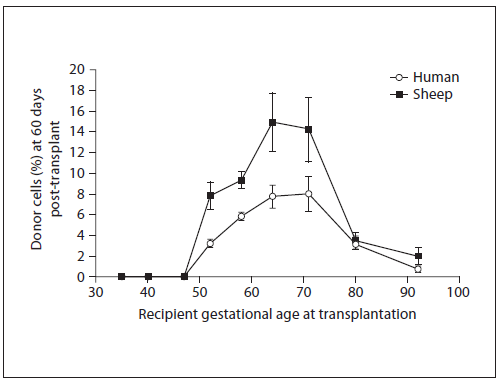 20
18
16
14
12
10
8
6
4
2
0
Donor cells (%) at 60 days
post-transplant
Human
Sheep
30 40 50 60 70 80 90 100
Recipient gestational age at transplantation